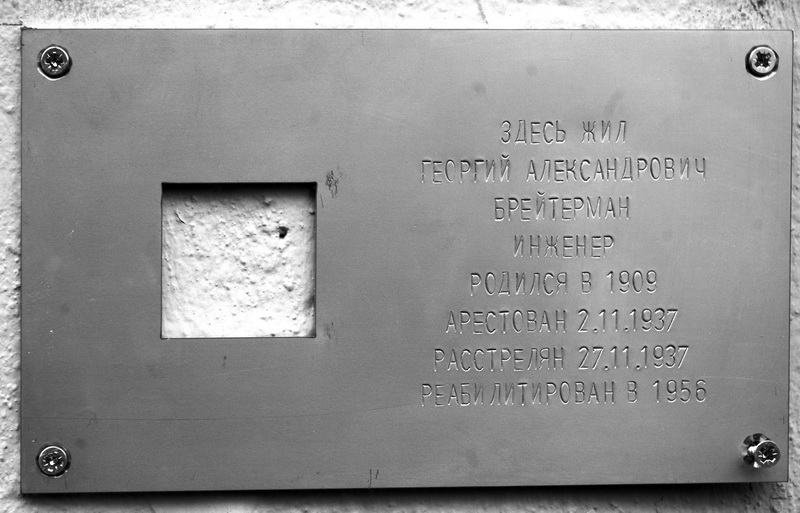 ЗДЕСЬ ЖИЛ
ГЕОРГИЙ АЛЕКСАНДРОВИЧ
БРЕЙТЕРМАН
ИНЖЕНЕР
РОДИЛСЯ В 1909
АРЕСТОВАН 2.11.1937
РАССТРЕЛЯН 27.11.1937
РЕАБИЛИТИРОВАН В 1956